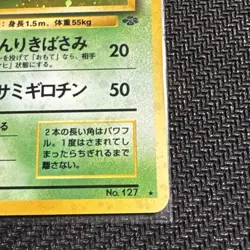 ：身長1.5m、体重55kg
んりきばさみ 20
を投げて「おもて」なら、相手
ヒ」状態にする。
サミギロチン 50
る
2本の長い角はパワフ
ル。1度はさまれてし
まったらちぎれるまで
離さない。
No. 127 ★